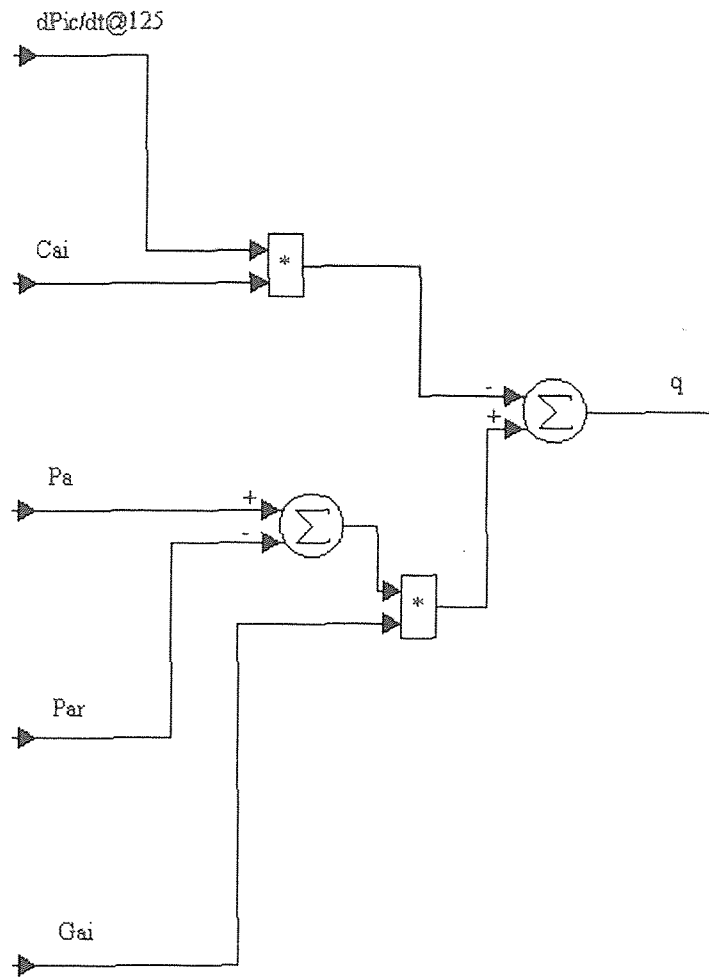 dPic/dt@125
Cai
*
-
q
+
Σ
Pa
+
-
Σ
*
Par
Gai